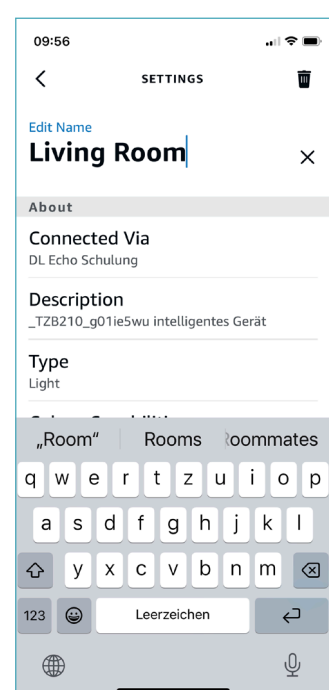 09:56
SETTINGS
Edit Name
Living Room
About
Connected Via
DL Echo Schulung
Description
_TZB210_g01ie5wu intelligentes Gerät
Type
Light
„Room“ Rooms oommates
q w e r t z u i o p
a s d f g h j k l
y x c v b n m
123 Leerzeichen